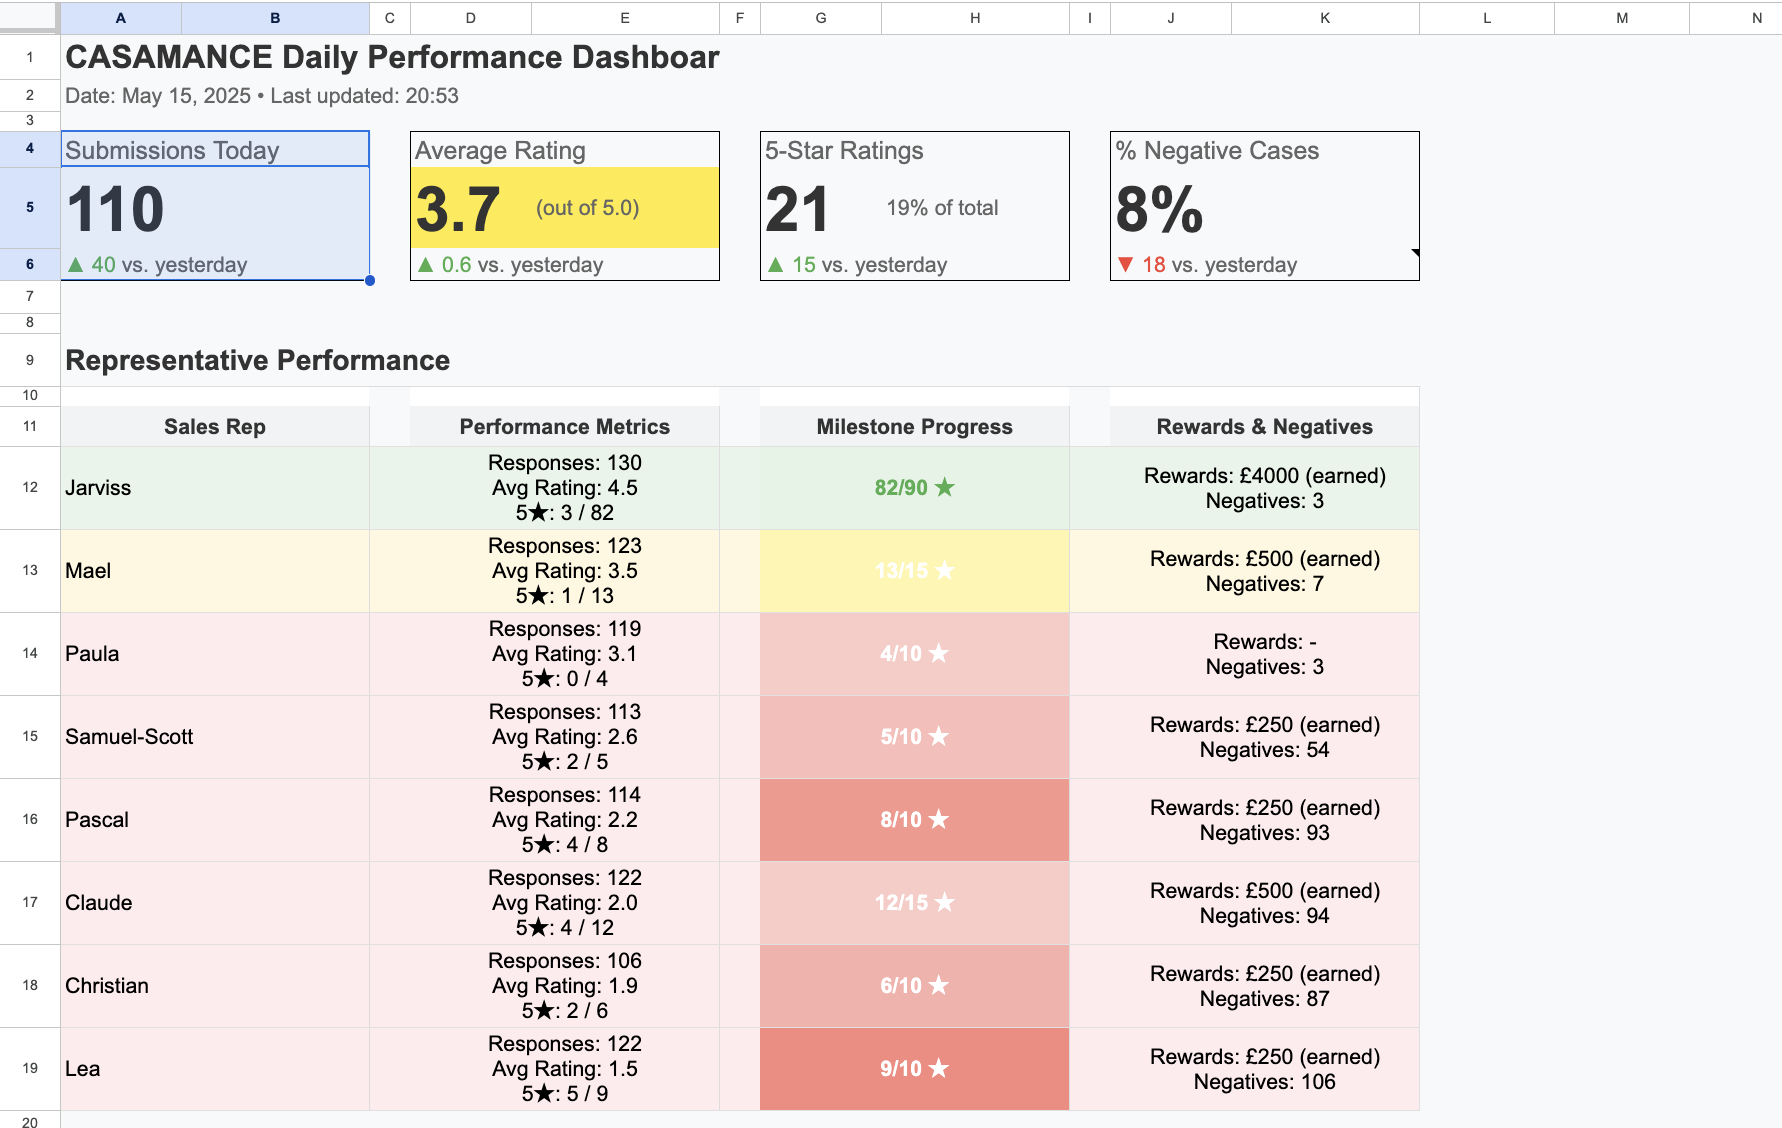 A B C D E F G H I J K L M N
1 CASAMANCE Daily Performance Dashboar
2 Date: May 15, 2025 • Last updated: 20:53
3
4 Submissions Today Average Rating 5-Star Ratings % Negative Cases
5 110 3.7 (out of 5.0) 21 19% of total 8%
6 ▲ 40 vs. yesterday ▲ 0.6 vs. yesterday ▲ 15 vs. yesterday ▼ 18 vs. yesterday
7
8
9 Representative Performance
10
11 Sales Rep Performance Metrics Milestone Progress Rewards & Negatives
12 Jarviss
Responses: 130
Avg Rating: 4.5
5★: 3 / 82
82/90 ★
Rewards: £4000 (earned)
Negatives: 3
13 Mael
Responses: 123
Avg Rating: 3.5
5★: 1 / 13
13/15 ★
Rewards: £500 (earned)
Negatives: 7
14 Paula
Responses: 119
Avg Rating: 3.1
5★: 0 / 4
4/10 ★
Rewards: -
Negatives: 3
15 Samuel-Scott
Responses: 113
Avg Rating: 2.6
5★: 2 / 5
5/10 ★
Rewards: £250 (earned)
Negatives: 54
16 Pascal
Responses: 114
Avg Rating: 2.2
5★: 4 / 8
8/10 ★
Rewards: £250 (earned)
Negatives: 93
17 Claude
Responses: 122
Avg Rating: 2.0
5★: 4 / 12
12/15 ★
Rewards: £500 (earned)
Negatives: 94
18 Christian
Responses: 106
Avg Rating: 1.9
5★: 2 / 6
6/10 ★
Rewards: £250 (earned)
Negatives: 87
19 Lea
Responses: 122
Avg Rating: 1.5
5★: 5 / 9
9/10 ★
Rewards: £250 (earned)
Negatives: 106
20